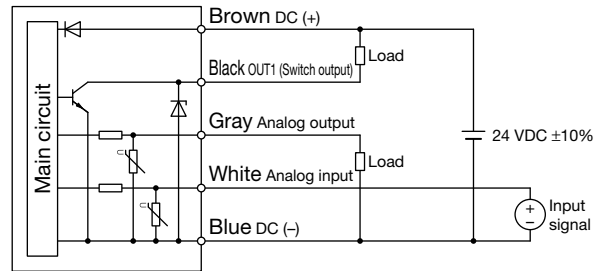 Brown DC (+)
Load
Black OUT1 (Switch output)
Main circuit
Gray Analog output
24 VDC ±10%
Load
White Analog input
+
−
Input
signal
Blue DC (−)
U
U